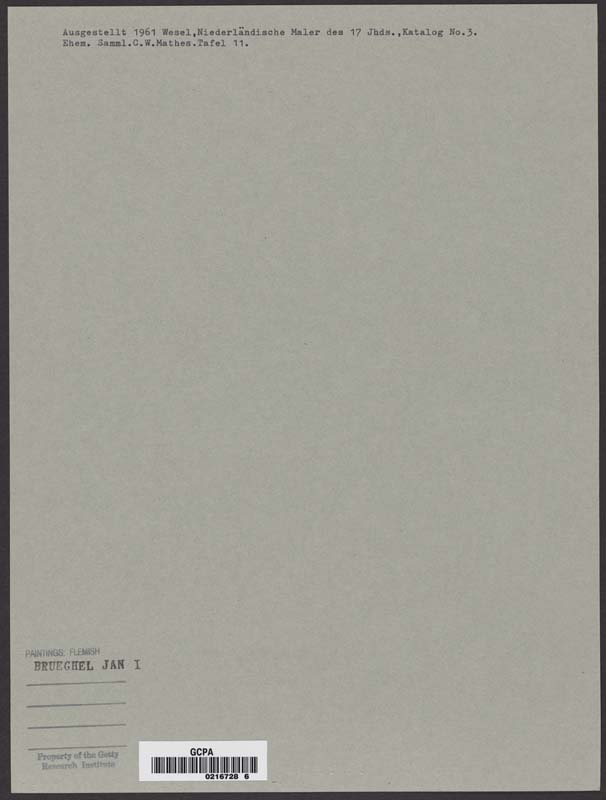 Ausgestellt 1961 Wesel,Niederländische Maler des 17 Jhds.,Katalog No.3.
Ehem. Samml.C.W.Mathes.Tafel 11.
PAINTINGS: FLEMISH
BRUEGHEL JAN I
Property of the Getty
Research Institute
GCPA
0216728 6